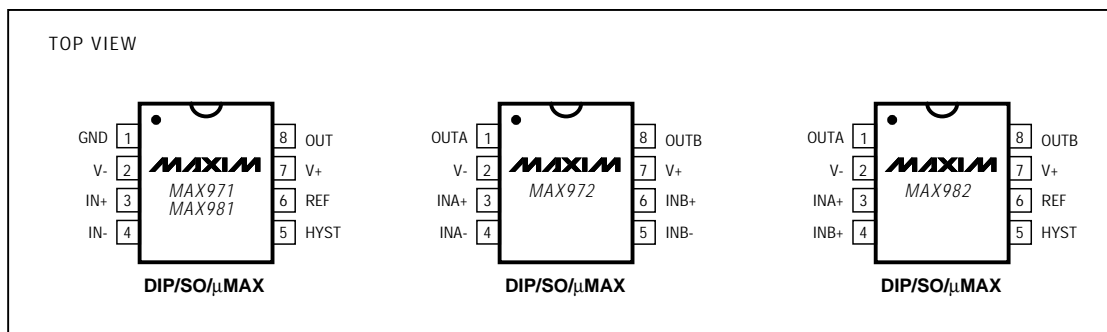 TOP VIEW
GND 1 8 OUT
V- 2 MAXIM 7 V+
IN+ 3 MAX971 6 REF
MAX981
IN- 4 5 HYST
DIP/SO/µMAX
OUTA 1 8 OUTB
V- 2 MAXIM 7 V+
INA+ 3 MAX972 6 INB+
INA- 4 5 INB-
DIP/SO/µMAX
OUTA 1 8 OUTB
V- 2 MAXIM 7 V+
INA+ 3 MAX982 6 REF
INB+ 4 5 HYST
DIP/SO/µMAX